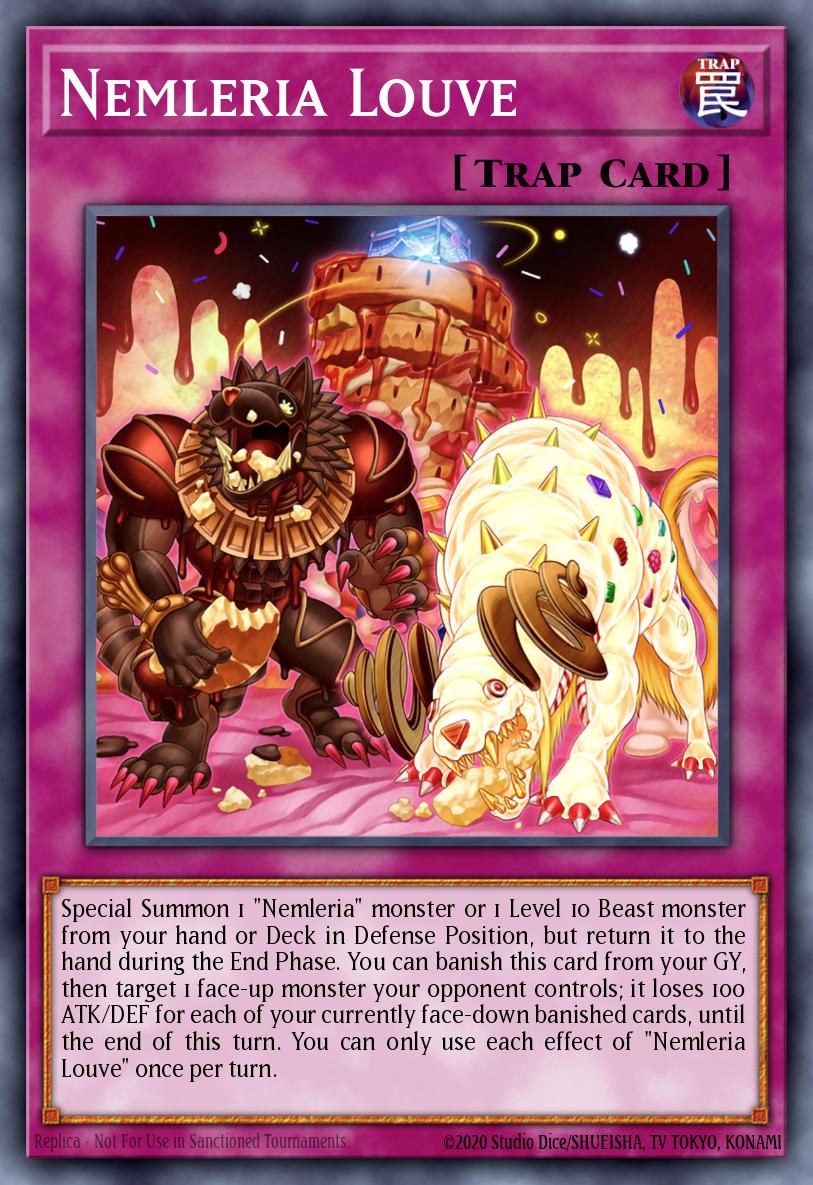 Nemleria Louve
TRAP
罠
[Trap Card]
Special Summon 1 "Nemleria" monster or 1 Level 10 Beast monster
from your hand or Deck in Defense Position, but return it to the
hand during the End Phase. You can banish this card from your GY,
then target 1 face-up monster your opponent controls; it loses 100
ATK/DEF for each of your currently face-down banished cards, until
the end of this turn. You can only use each effect of "Nemleria
Louve" once per turn.
Replica - Not For Use in Sanctioned Tournaments.
©2020 Studio Dice/SHUEISHA, TV TOKYO, KONAMI